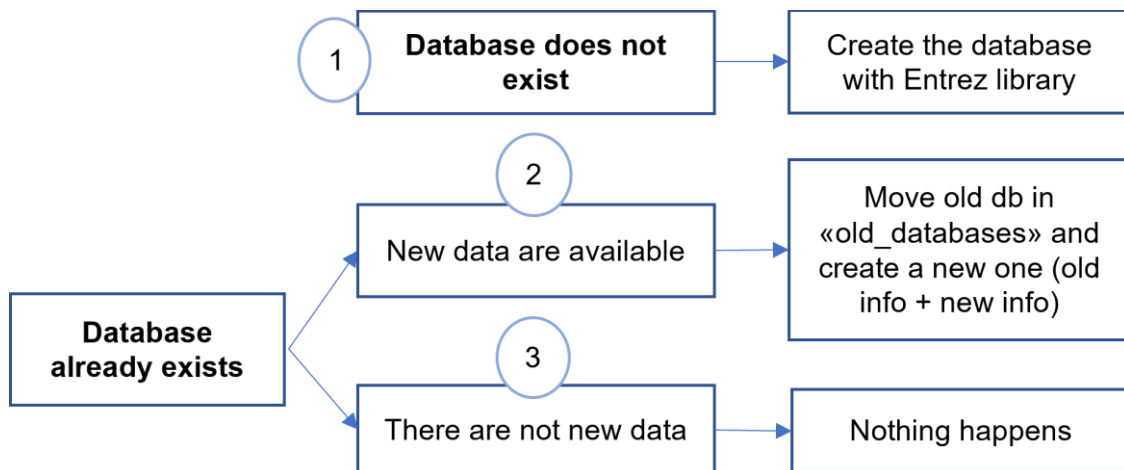 1
Database does not
exist
Create the database
with Entrez library
2
New data are available
Move old db in
«old_databases» and
create a new one (old
info + new info)
Database
already exists
3
There are not new data
Nothing happens